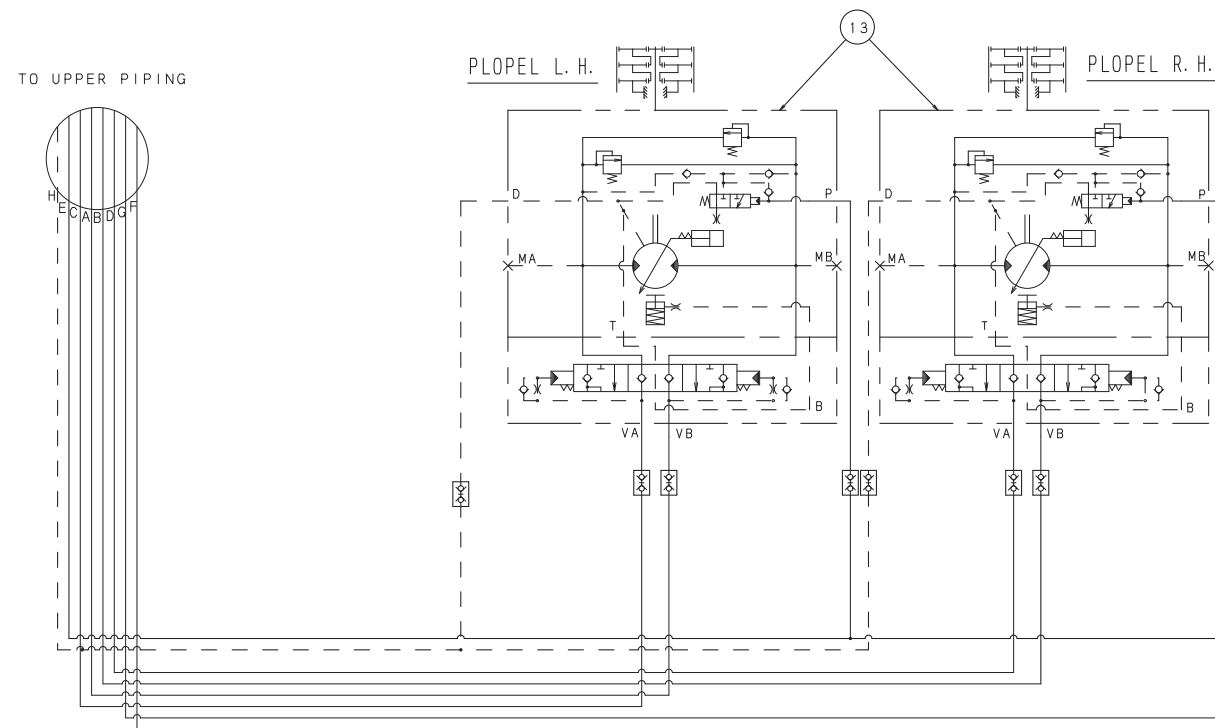 13
PLOPEL L. H.
PLOPEL R. H.
TO UPPER PIPING
H
E
C
A
B
D
G
F
D
P
MA
MB
T
B
VA
VB
D
P
MA
MB
T
B
VA
VB